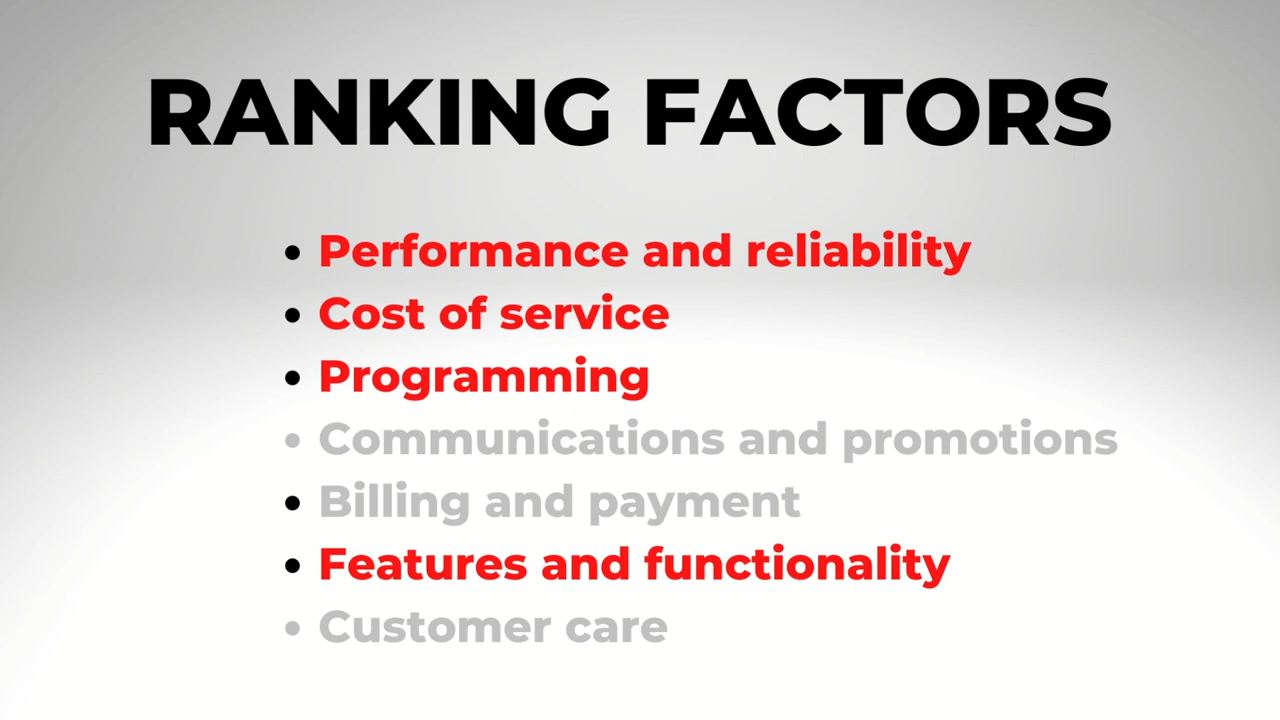 RANKING FACTORS
• Performance and reliability
• Cost of service
• Programming
• Communications and promotions
• Billing and payment
• Features and functionality
• Customer care